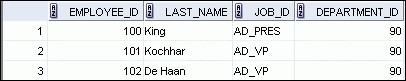 EMPLOYEE_ID LAST_NAME JOB_ID DEPARTMENT_ID
1 100 King AD_PRES 90
2 101 Kochhar AD_VP 90
3 102 De Haan AD_VP 90